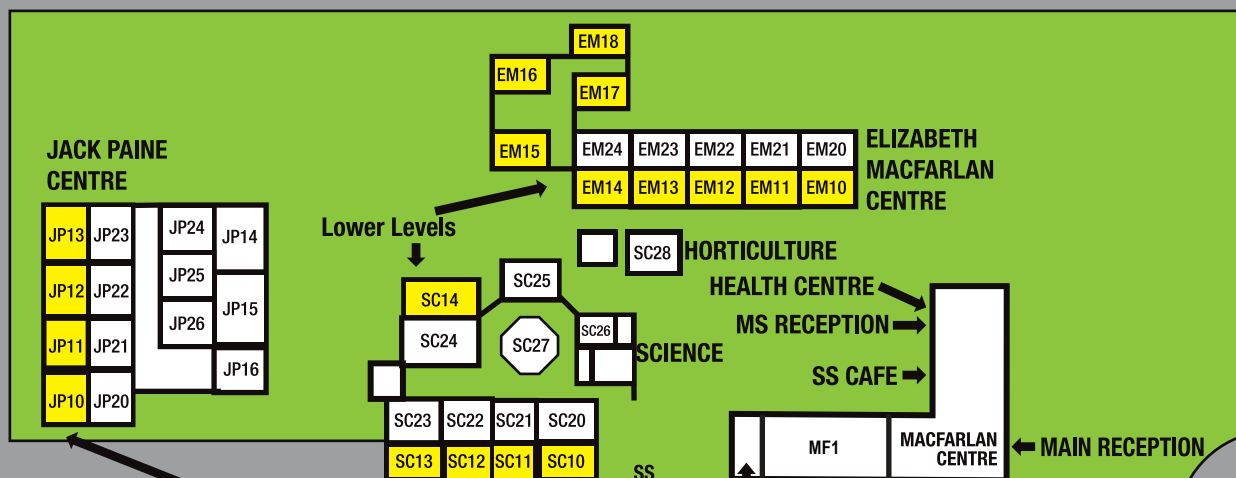 EM18
EM16
EM17
EM15
EM24 EM23 EM22 EM21 EM20
EM14 EM13 EM12 EM11 EM10
ELIZABETH
MACFARLAN
CENTRE
JACK PAINE
CENTRE
JP13 JP23 JP24 JP14
JP12 JP22 JP25 JP15
JP11 JP21 JP26
JP10 JP20 JP16
Lower Levels
SC28 HORTICULTURE
SC25
SC14
SC24
SC27
SC26
SCIENCE
SC23 SC22 SC21 SC20
SC13 SC12 SC11 SC10
HEALTH CENTRE
MS RECEPTION
SS CAFE
MF1
MACFARLAN
CENTRE
MAIN RECEPTION
SS